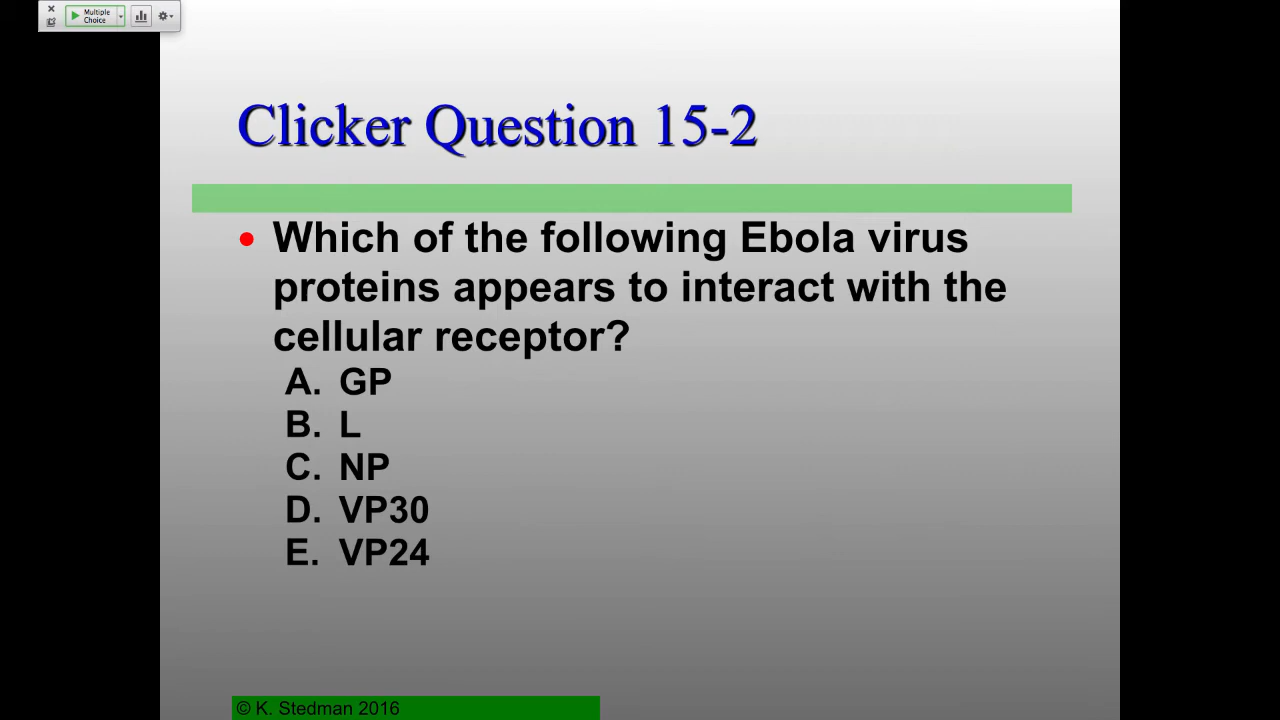 Multiple
Choice
Clicker Question 15-2
• Which of the following Ebola virus
proteins appears to interact with the
cellular receptor?
A. GP
B. L
C. NP
D. VP30
E. VP24
© K. Stedman 2016